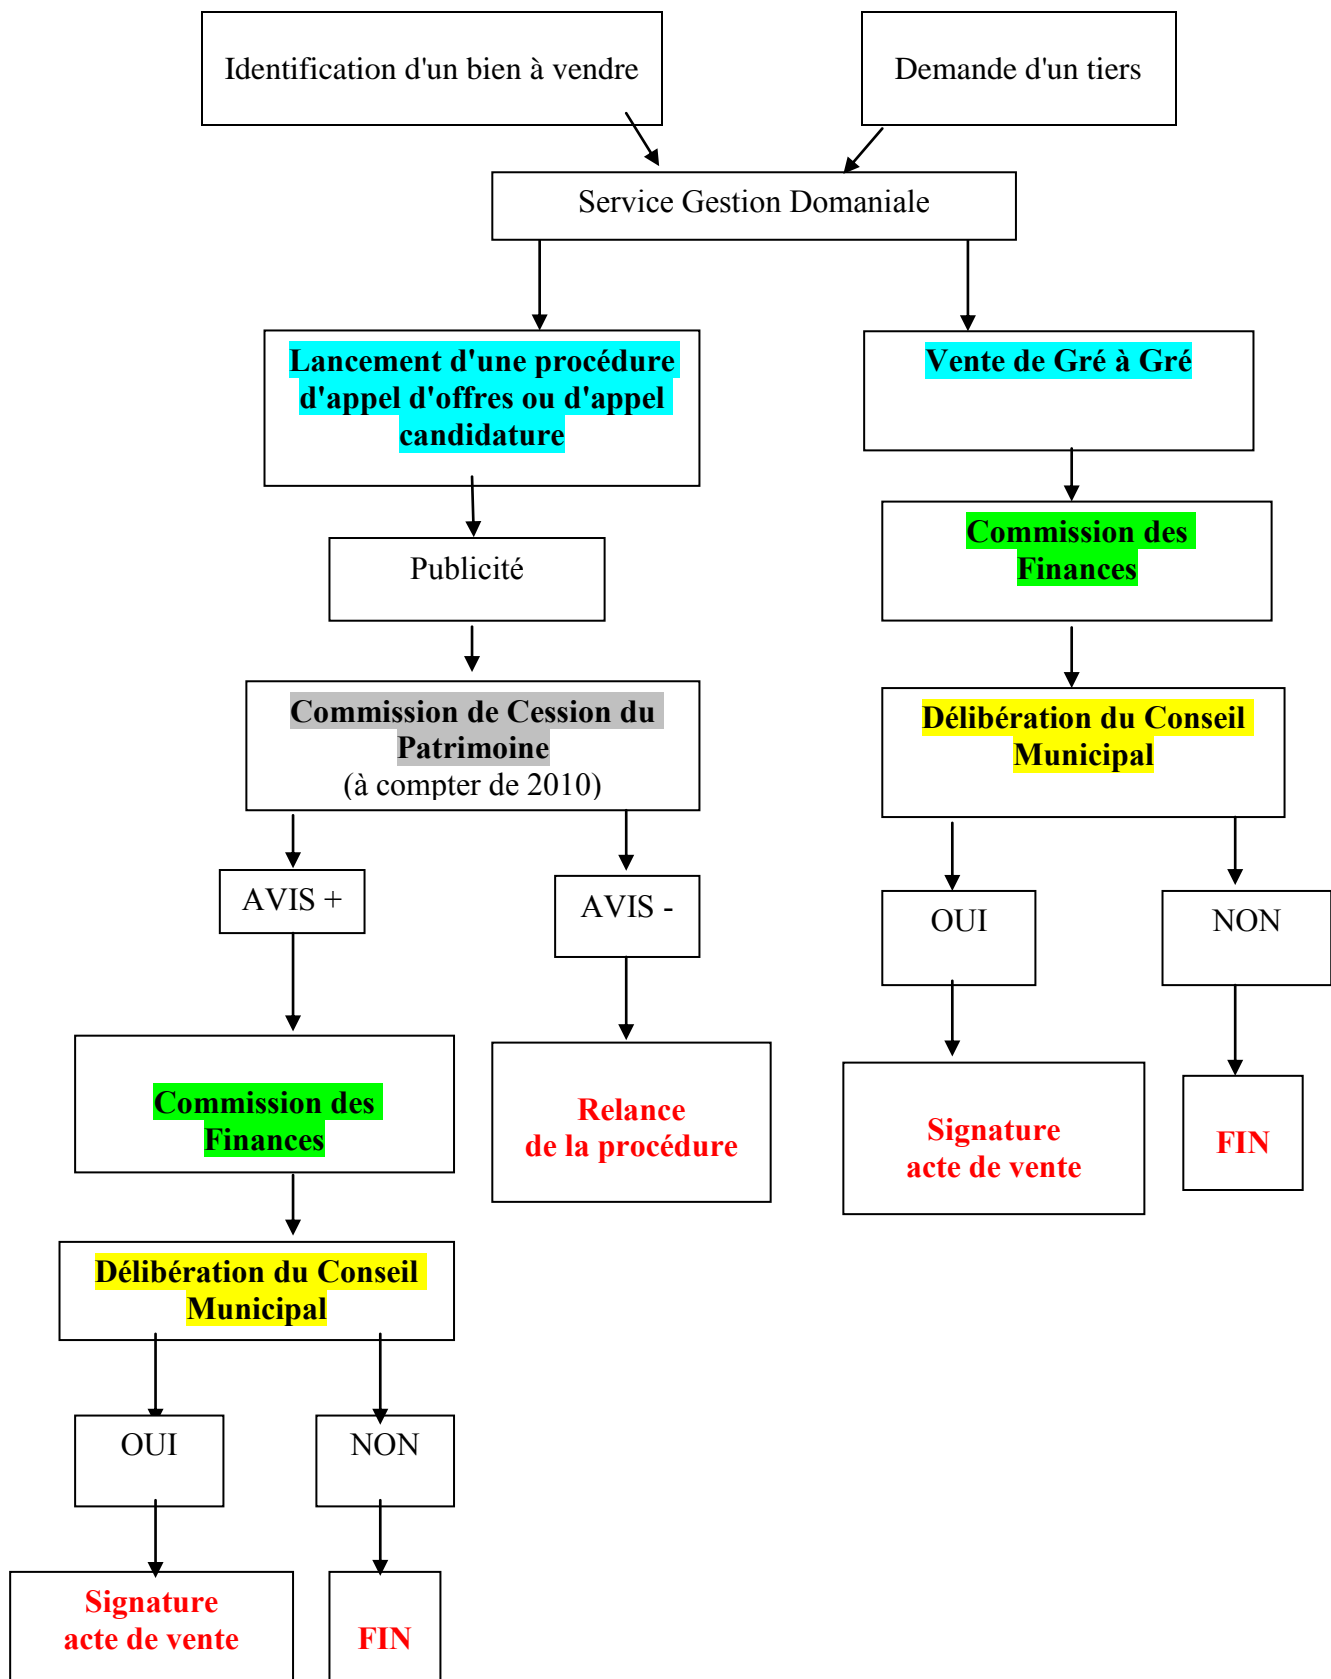 Identification d'un bien à vendre
Demande d'un tiers
Service Gestion Domaniale
Lancement d'une procédure
d'appel d'offres ou d'appel
candidature
Vente de Gré à Gré
Publicité
Commission des
Finances
Commission de Cession du
Patrimoine
(à compter de 2010)
Délibération du Conseil
Municipal
AVIS +
AVIS -
OUI
NON
Commission des
Finances
Relance
de la procédure
Signature
acte de vente
FIN
Délibération du Conseil
Municipal
OUI
NON
Signature
acte de vente
FIN